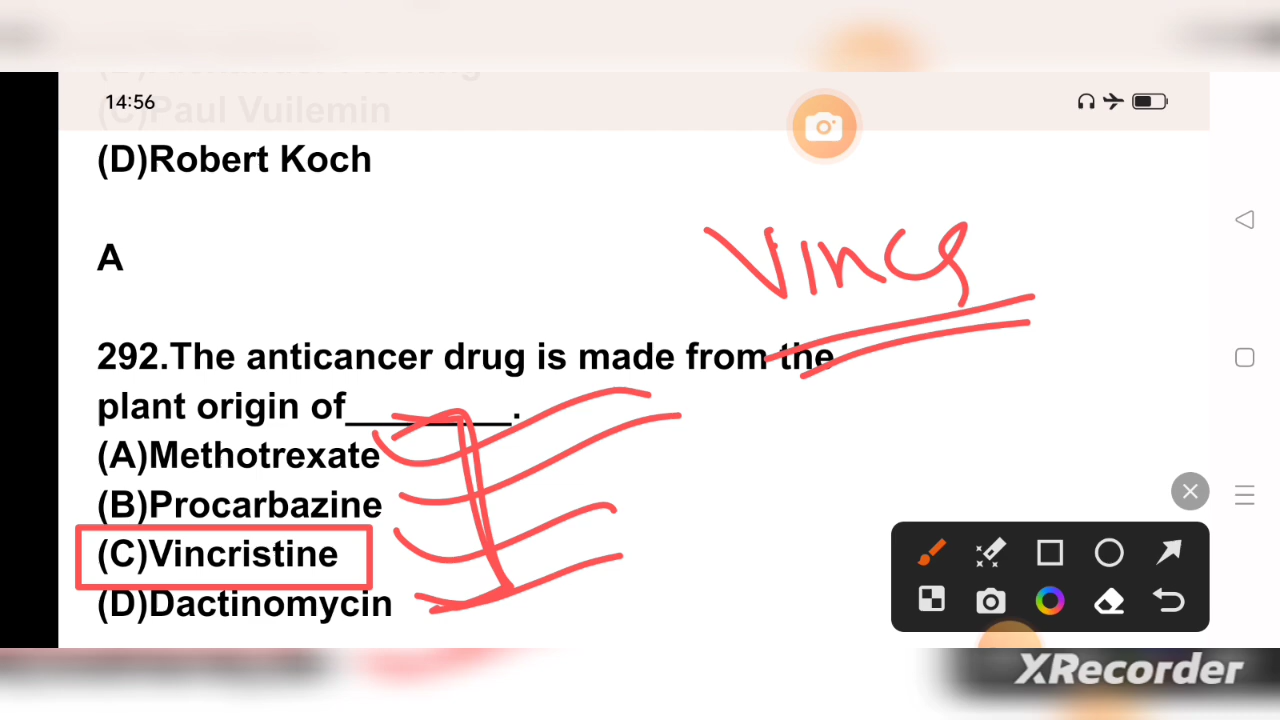 14:56
(C)Paul Vuilemin
(D)Robert Koch
A
Vinca
292.The anticancer drug is made from the
plant origin of________.
(A)Methotrexate
(B)Procarbazine
(C)Vincristine
(D)Dactinomycin
XRecorder